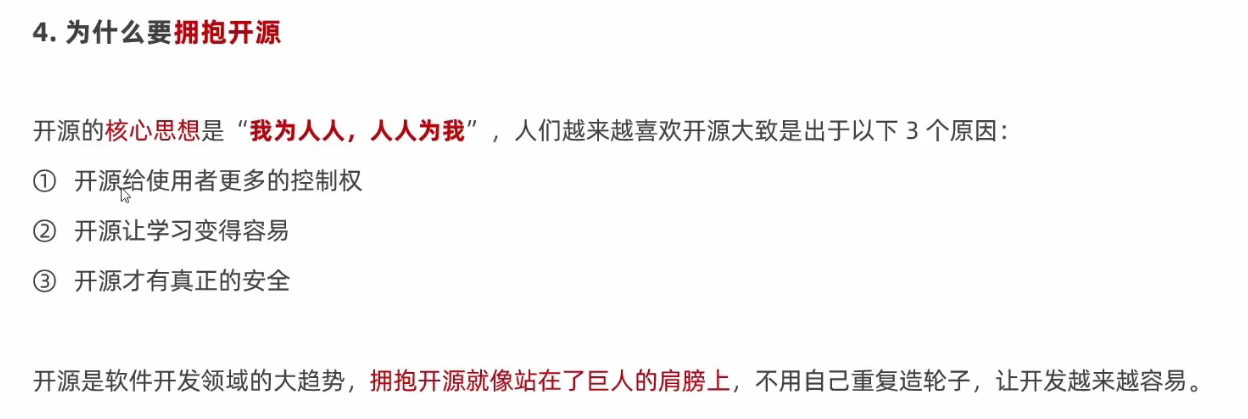 4. 为什么要拥抱开源
开源的核心思想是“我为人人，人人为我”，人们越来越喜欢开源大致是出于以下 3 个原因：
① 开源给使用者更多的控制权
② 开源让学习变得容易
③ 开源才有真正的安全
开源是软件开发领域的大趋势，拥抱开源就像站在了巨人的肩膀上，不用自己重复造轮子，让开发越来越容易。